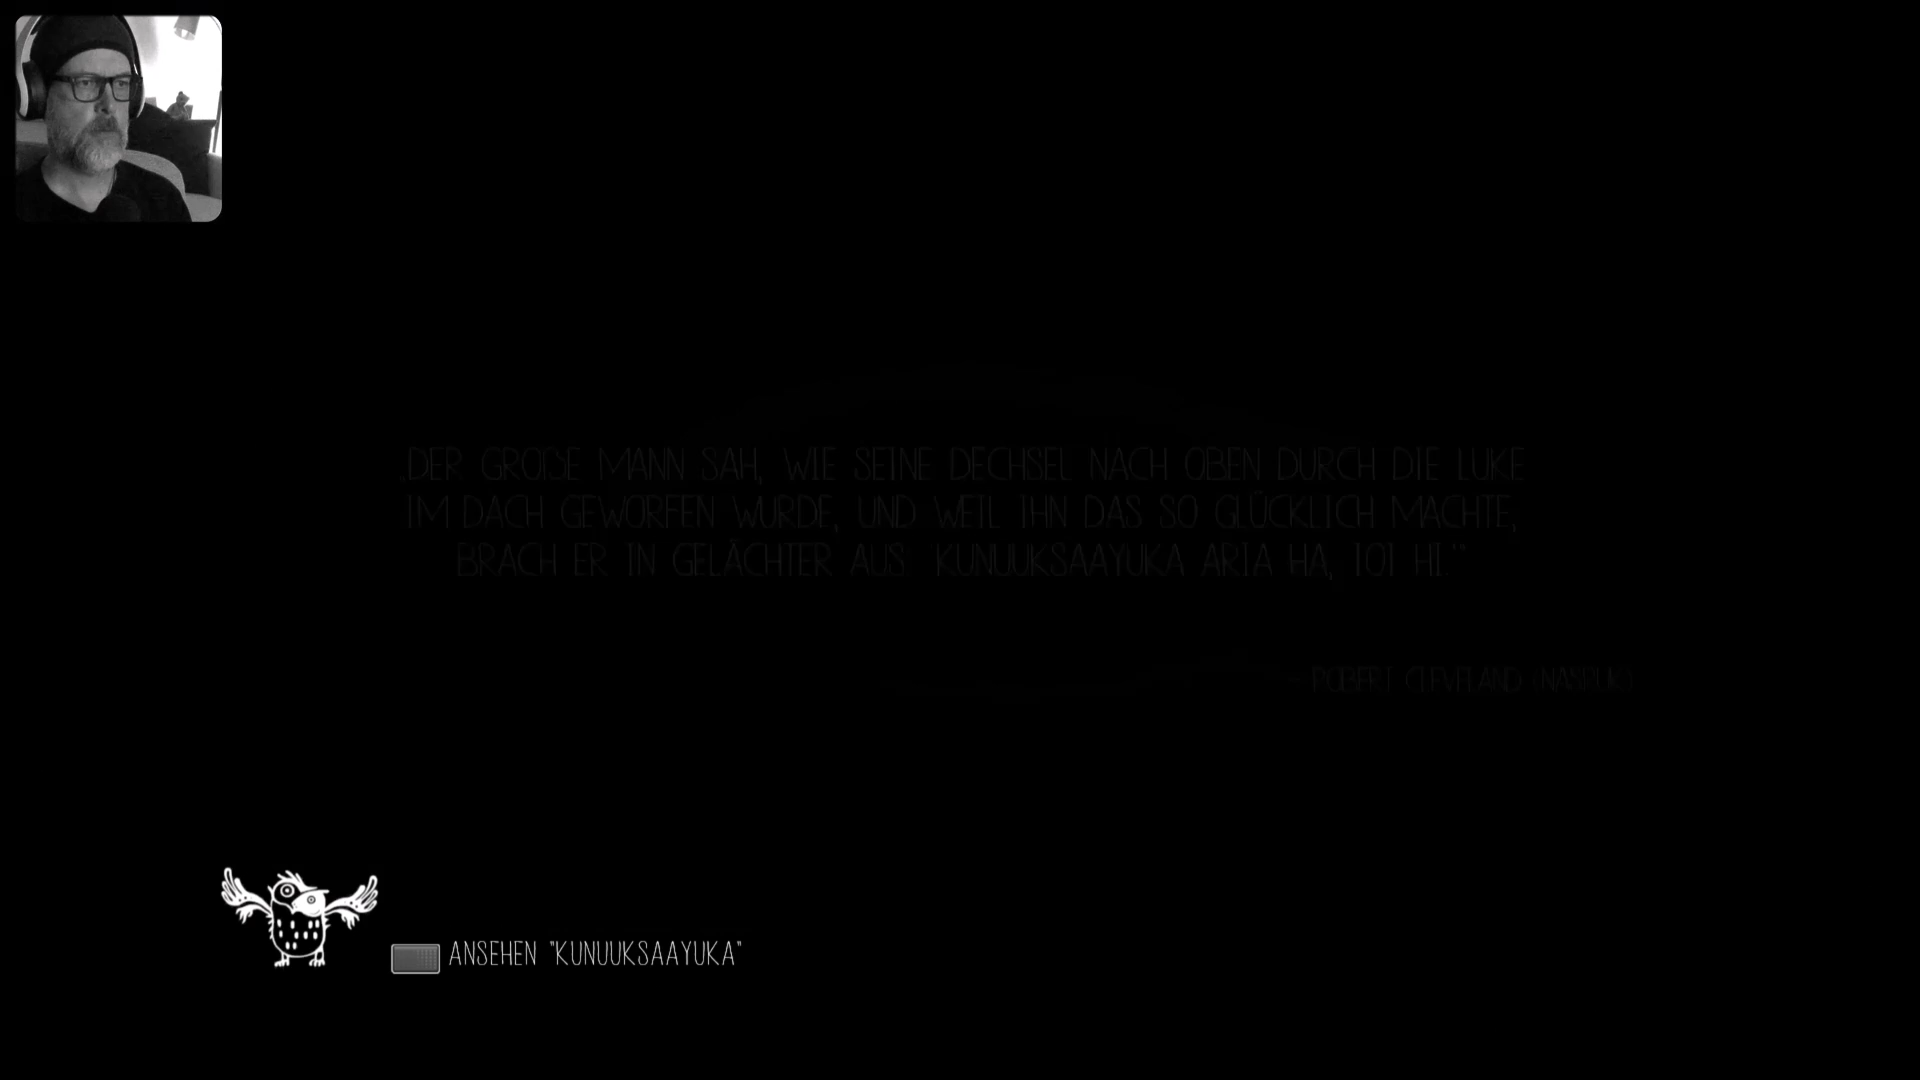 „DER GROßE MANN SAH, WIE SEINE DECHSEL NACH OBEN DURCH DIE LUKE
IM DACH GEWORFEN WURDE, UND WEIL IHN DAS SO GLÜCKLICH MACHTE,
BRACH ER IN GELÄCHTER AUS: 'KUNUUKSAAYUKA ARIA HA, IOI HI.'“
– ROBERT CLEVELAND (NASRUK)
ANSEHEN "KUNUUKSAAYUKA"